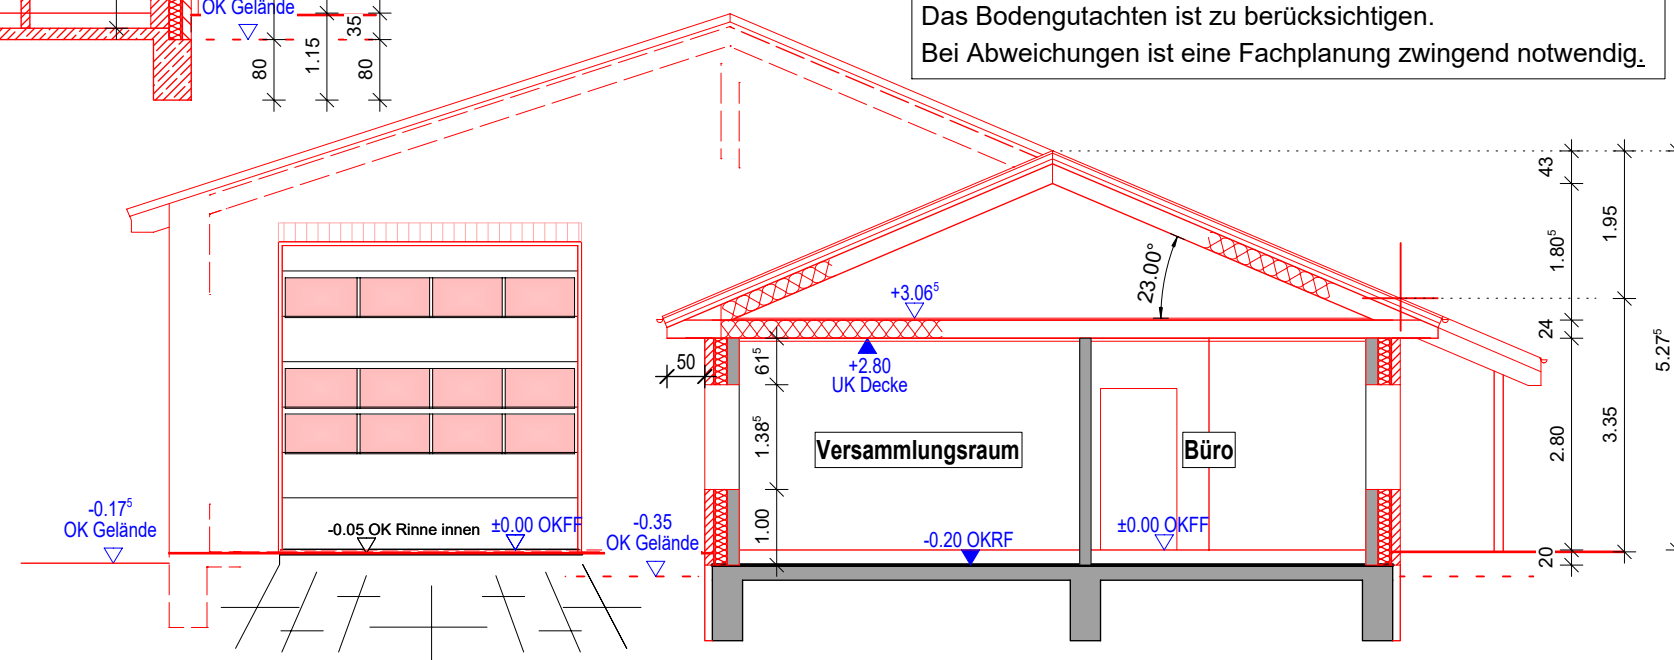 OK Gelände
80
1.15
35
80
Das Bodengutachten ist zu berücksichtigen.
Bei Abweichungen ist eine Fachplanung zwingend notwendig.
43
1.80⁵
1.95
24
5.27⁵
2.80
3.35
20
23.00°
+3.06⁵
+2.80
UK Decke
50
61⁵
1.38⁵
1.00
Versammlungsraum
Büro
-0.17⁵
OK Gelände
-0.05 OK Rinne innen
±0.00 OKFF
-0.35
OK Gelände
-0.20 OKRF
±0.00 OKFF